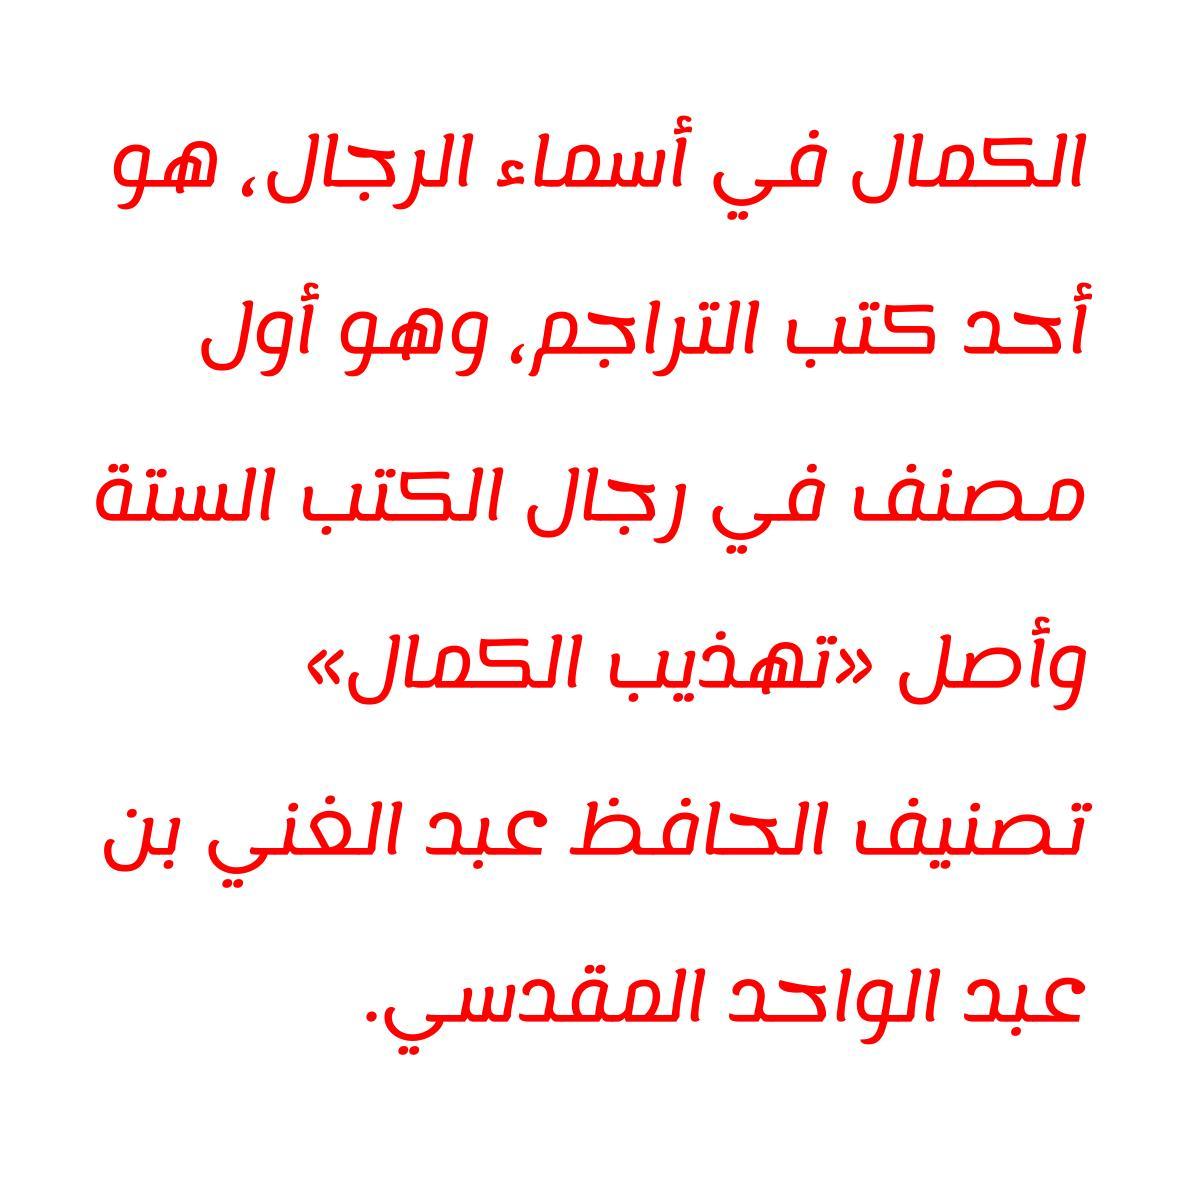 الكمال في أسماء الرجال، هو
أحد كتب التراجم، وهو أول
مصنف في رجال الكتب الستة
وأصل «تهذيب الكمال»
تصنيف الحافظ عبد الغني بن
عبد الواحد المقدسي.